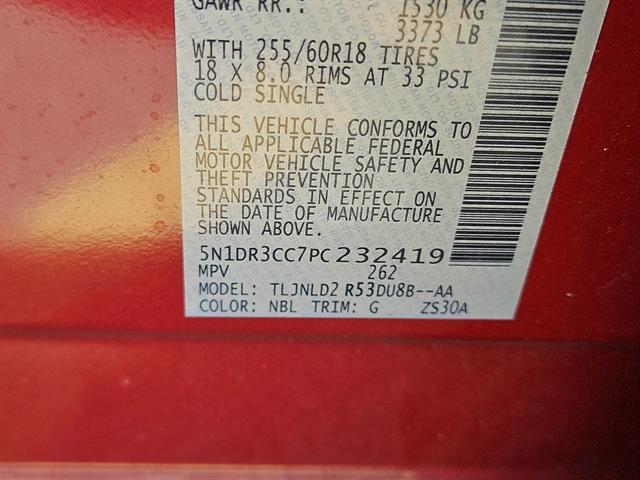 GAWR RR.: 1530 KG
3373 LB
WITH 255/60R18 TIRES
18 X 8.0 RIMS AT 33 PSI
COLD SINGLE
THIS VEHICLE CONFORMS TO
ALL APPLICABLE FEDERAL
MOTOR VEHICLE SAFETY AND
THEFT PREVENTION
STANDARDS IN EFFECT ON
THE DATE OF MANUFACTURE
SHOWN ABOVE.
5N1DR3CC7PC232419
MPV 262
MODEL: TLJNLD2 R53DU8B--AA
COLOR: NBL TRIM: G ZS30A